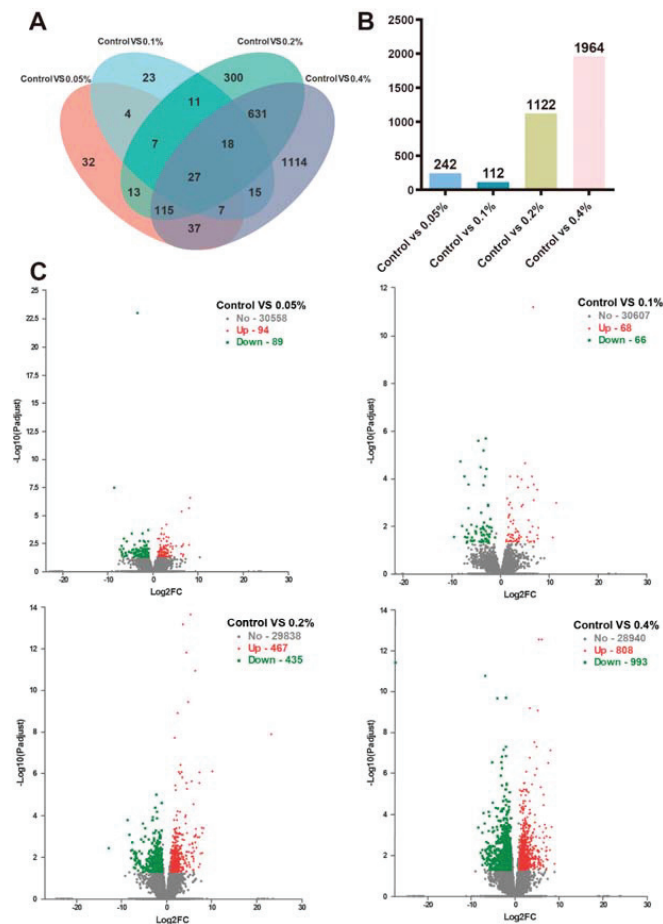 A
Control VS 0.05%
Control VS 0.1%
Control VS 0.2%
Control VS 0.4%
32
23
300
1114
4
11
631
7
18
27
13
15
115
7
37
B
2500
2000
1500
1000
500
0
242
112
1122
1964
Control vs 0.05%
Control vs 0.1%
Control vs 0.2%
Control vs 0.4%
C
Control VS 0.05%
No - 30558
Up - 94
Down - 89
-Log10(Padjust)
25
22.5
20
17.5
15
12.5
10
7.5
5
2.5
0
-20
-10
0
10
20
30
Log2FC
Control VS 0.1%
No - 30607
Up - 68
Down - 66
-Log10(Padjust)
12
10
8
6
4
2
0
-20
-10
0
10
20
30
Log2FC
Control VS 0.2%
No - 29838
Up - 467
Down - 435
-Log10(Padjust)
14
12
10
8
6
4
2
0
-20
-10
0
10
20
30
Log2FC
Control VS 0.4%
No - 28940
Up - 808
Down - 993
-Log10(Padjust)
14
12
10
8
6
4
2
0
-20
-10
0
10
20
30
Log2FC